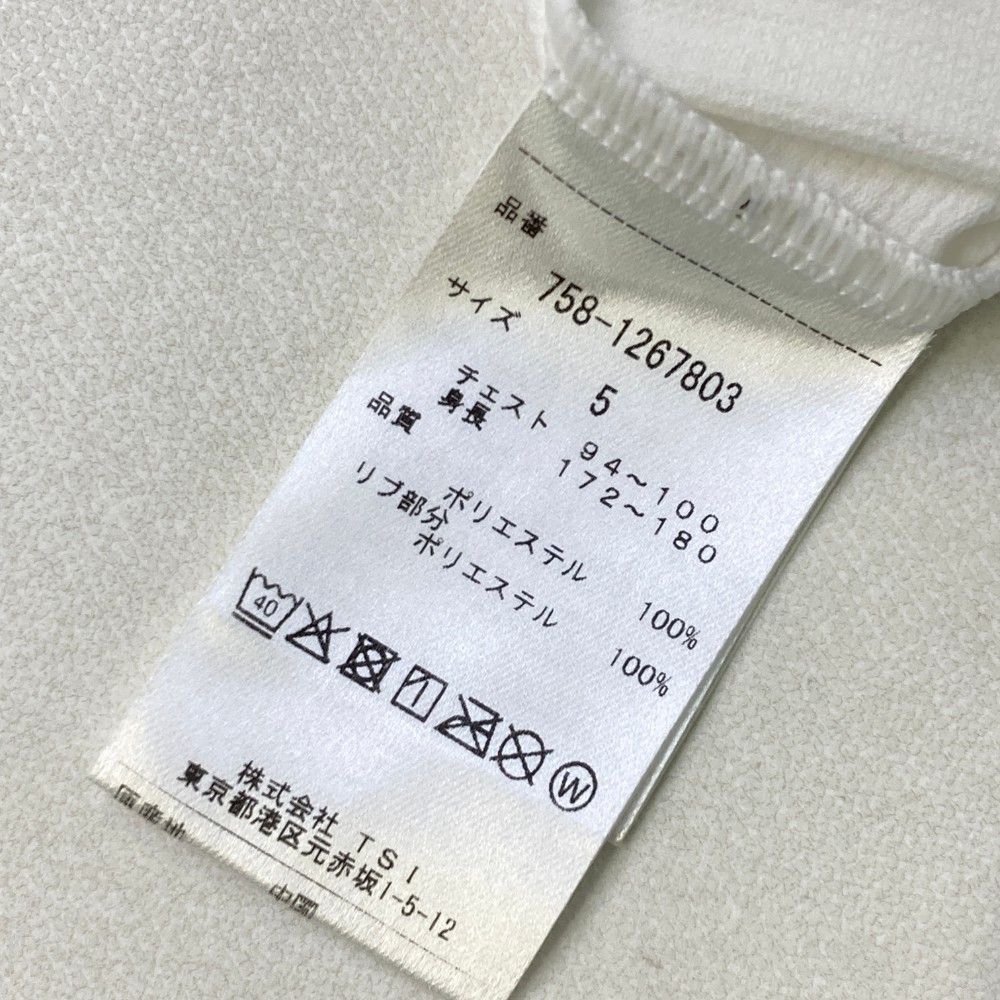 品番
758-1267803
サイズ
5
チェスト 94～100
身長 172～180
品質
ポリエステル 100%
リブ部分
ポリエステル 100%
40
W
株式会社 TSI
東京都港区元赤坂1-5-12
原産地 中国